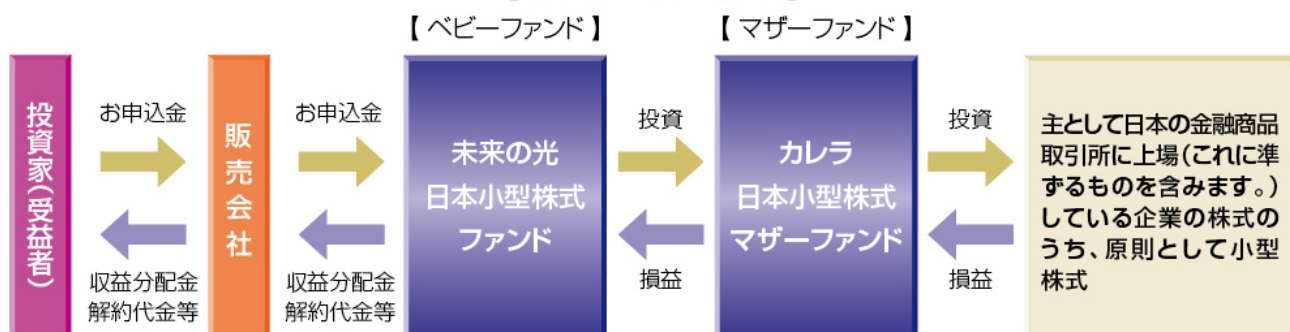 【 ベビーファンド 】
【 マザーファンド 】
投資家(受益者)
お申込金
収益分配金
解約代金等
販売会社
お申込金
収益分配金
解約代金等
未来の光
日本小型株式
ファンド
投資
損益
カレラ
日本小型株式
マザーファンド
投資
損益
主として日本の金融商品
取引所に上場(これに準
ずるものを含みます。)
している企業の株式の
うち、原則として小型
株式